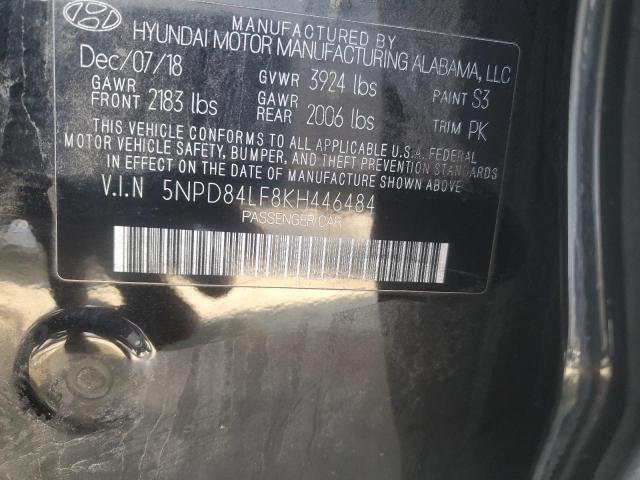 MANUFACTURED BY
HYUNDAI MOTOR MANUFACTURING ALABAMA, LLC
Dec/07/18 GVWR 3924 lbs PAINT S3
GAWR FRONT 2183 lbs GAWR REAR 2006 lbs TRIM PK
THIS VEHICLE CONFORMS TO ALL APPLICABLE U.S.A. FEDERAL
MOTOR VEHICLE SAFETY, BUMPER, AND THEFT PREVENTION STANDARDS
IN EFFECT ON THE DATE OF MANUFACTURE SHOWN ABOVE.
V.I.N 5NPD84LF8KH446484
PASSENGER CAR